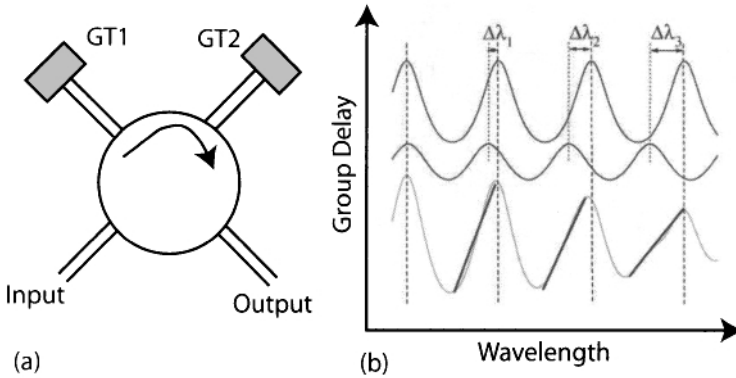 GT1
GT2
Input
Output
(a)
Δλ1
Δλ2
Δλ3
Group Delay
Wavelength
(b)